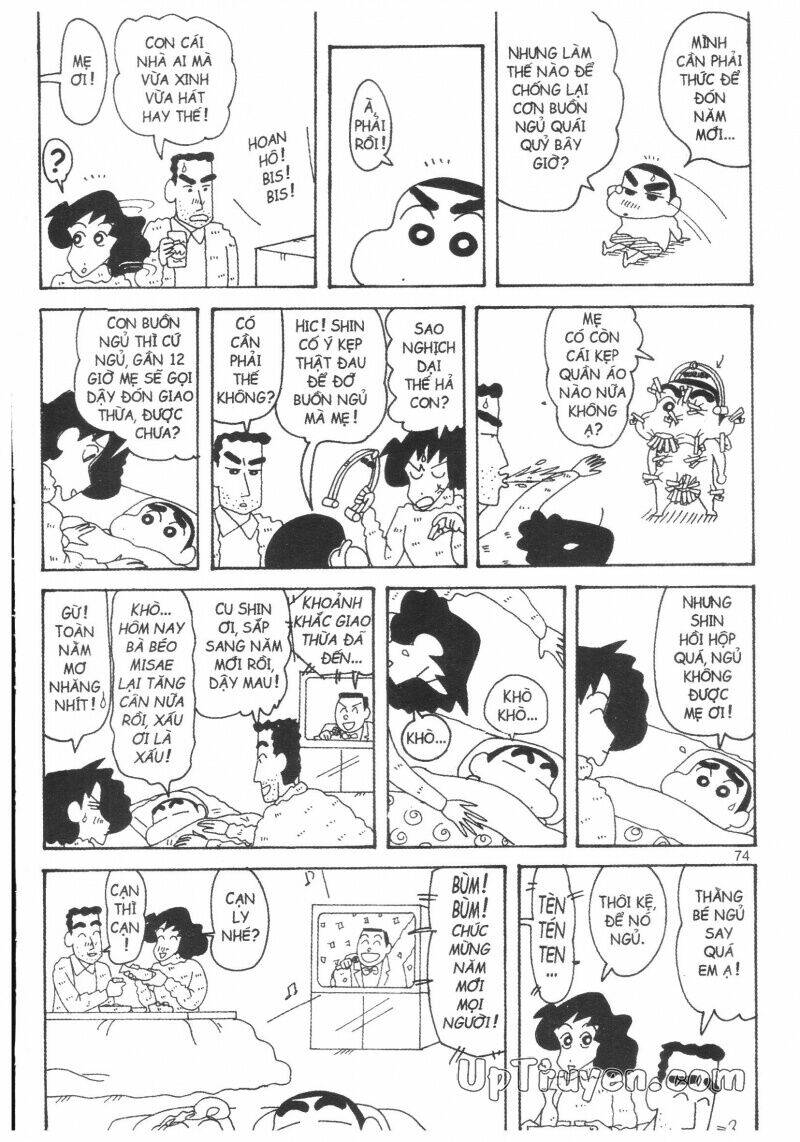 MÌNH
CẦN PHẢI
THỨC ĐỂ
ĐÓN
NĂM
MỚI...
NHƯNG LÀM
THẾ NÀO ĐỂ
CHỐNG LẠI
CƠN BUỒN
NGỦ QUÁI
QUỶ BÂY
GIỜ?
À,
PHẢI
RỒI!
HOAN
HÔ!
BIS!
BIS!
CON CÁI
NHÀ AI MÀ
VỪA XINH
VỪA HÁT
HAY THẾ!
MẸ
ƠI!
?
MẸ
CÓ CÒN
CÁI KẸP
QUẦN ÁO
NÀO NỮA
KHÔNG
Ạ?
SAO
NGHỊCH
DẠI
THẾ HẢ
CON?
HIC! SHIN
CỐ Ý KẸP
THẬT ĐAU
ĐỂ ĐỠ
BUỒN NGỦ
MÀ MẸ!
CÓ
CẦN
PHẢI
THẾ
KHÔNG?
CON BUỒN
NGỦ THÌ CỨ
NGỦ, GẦN 12
GIỜ MẸ SẼ GỌI
DẬY ĐÓN GIAO
THỪA, ĐƯỢC
CHƯA?
NHƯNG
SHIN
HỒI HỘP
QUÁ, NGỦ
KHÔNG
ĐƯỢC
MẸ ƠI!
KHÒ
KHÒ...
KHÒ...
KHOẢNH
KHẮC GIAO
THỪA ĐÃ
ĐẾN...
CU SHIN
ƠI, SẮP
SANG NĂM
MỚI RỒI,
DẬY MAU!
KHÒ...
HÔM NAY
BÀ BÉO
MISAE
LẠI TĂNG
CÂN NỮA
RỒI, XẤU
ƠI LÀ
XẤU!
GỪ!
TOÀN
NẰM
MƠ
NHĂNG
NHÍT!
74
THẰNG
BÉ NGỦ
SAY
QUÁ
EM Ạ!
THÔI KỆ,
ĐỂ NÓ
NGỦ.
TÈN
TÉN
TEN
...
BÙM!
BÙM!
CHÚC
MỪNG
NĂM
MỚI
MỌI
NGƯỜI!
CẠN
LY
NHÉ?
CẠN
THÌ
CẠN!
UpTruyen.com